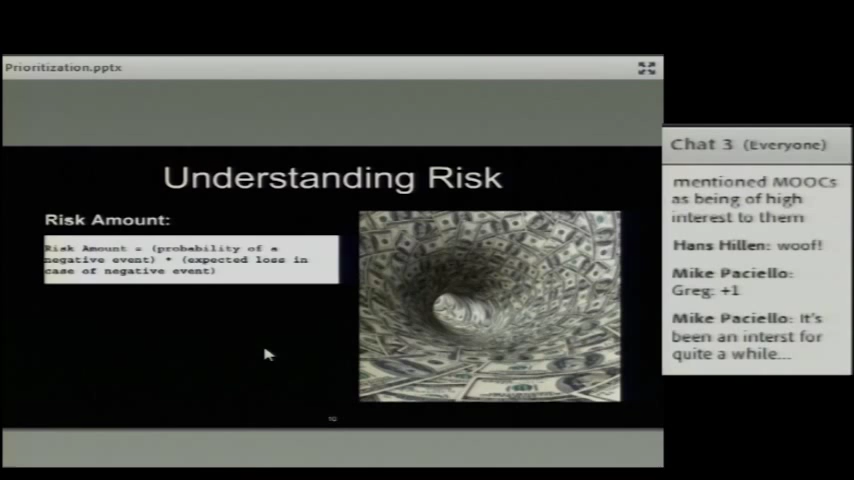 Prioritization.pptx
Understanding Risk
Risk Amount:
Risk Amount = (probability of a
negative event) * (expected loss in
case of negative event)
10
Chat 3 (Everyone)
mentioned MOOCs
as being of high
interest to them
Hans Hillen: woof!
Mike Paciello:
Greg: +1
Mike Paciello: It's
been an interst for
quite a while...